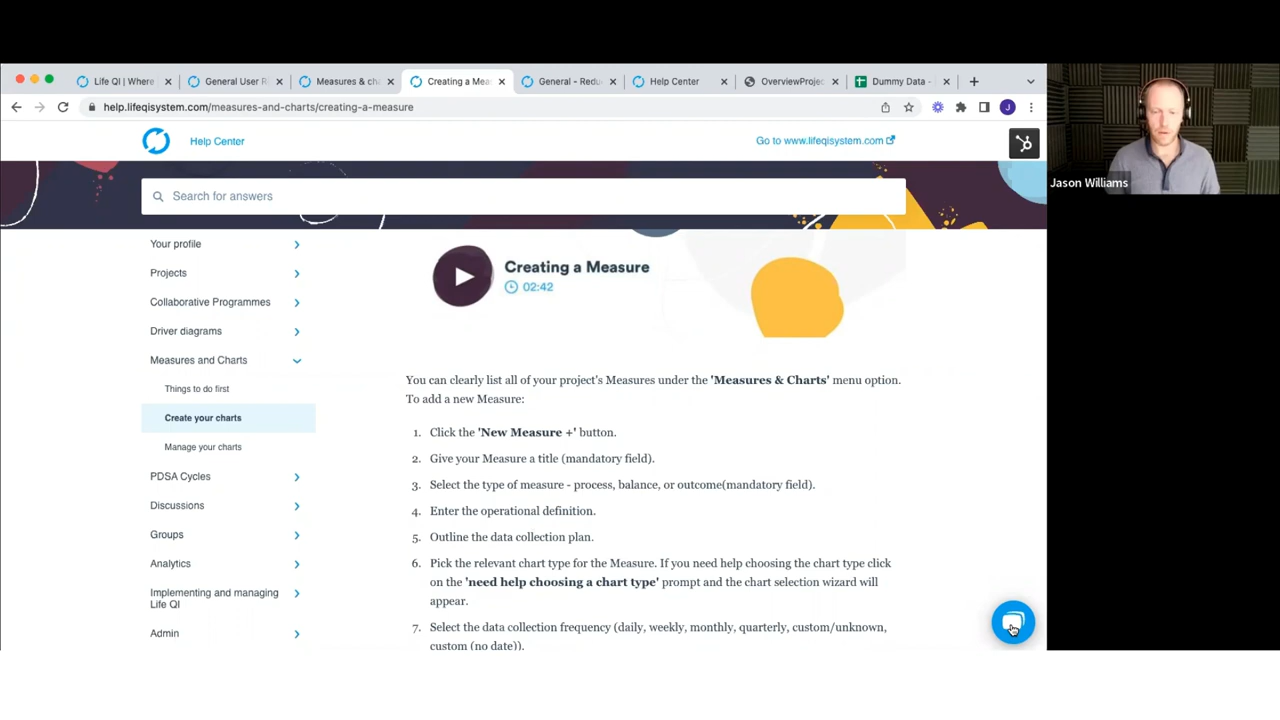 Life QI | Where
General User R
Measures & cha
Creating a Mea
General - Redu
Help Center
OverviewProjec
Dummy Data -
help.lifeqisystem.com/measures-and-charts/creating-a-measure
J
Help Center
Go to www.lifeqisystem.com
Search for answers
Jason Williams
Your profile
Projects
Collaborative Programmes
Driver diagrams
Measures and Charts
Things to do first
Create your charts
Manage your charts
PDSA Cycles
Discussions
Groups
Analytics
Implementing and managing
Life QI
Admin
Creating a Measure
02:42
You can clearly list all of your project's Measures under the 'Measures & Charts' menu option.
To add a new Measure:
1. Click the 'New Measure +' button.
2. Give your Measure a title (mandatory field).
3. Select the type of measure - process, balance, or outcome(mandatory field).
4. Enter the operational definition.
5. Outline the data collection plan.
6. Pick the relevant chart type for the Measure. If you need help choosing the chart type click
on the 'need help choosing a chart type' prompt and the chart selection wizard will
appear.
7. Select the data collection frequency (daily, weekly, monthly, quarterly, custom/unknown,
custom (no date)).